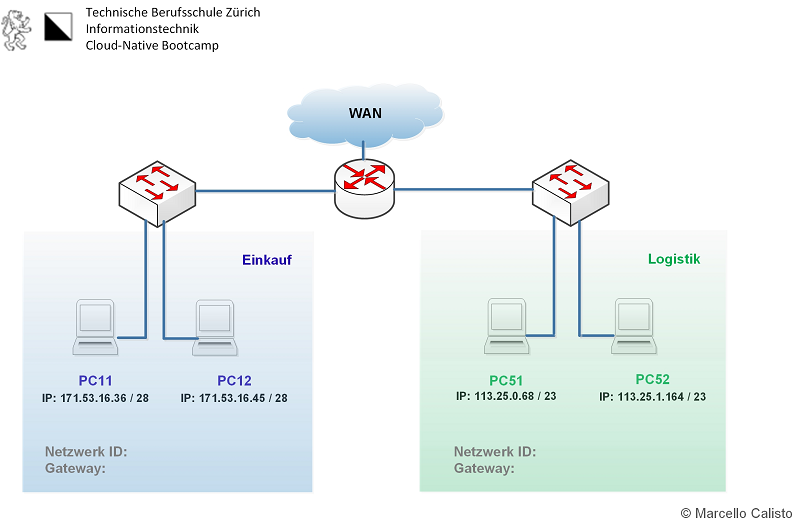 Technische Berufsschule Zürich
Informationstechnik
Cloud-Native Bootcamp
WAN
Einkauf
PC11
IP: 171.53.16.36 / 28
PC12
IP: 171.53.16.45 / 28
Netzwerk ID:
Gateway:
Logistik
PC51
IP: 113.25.0.68 / 23
PC52
IP: 113.25.1.164 / 23
Netzwerk ID:
Gateway:
© Marcello Calisto